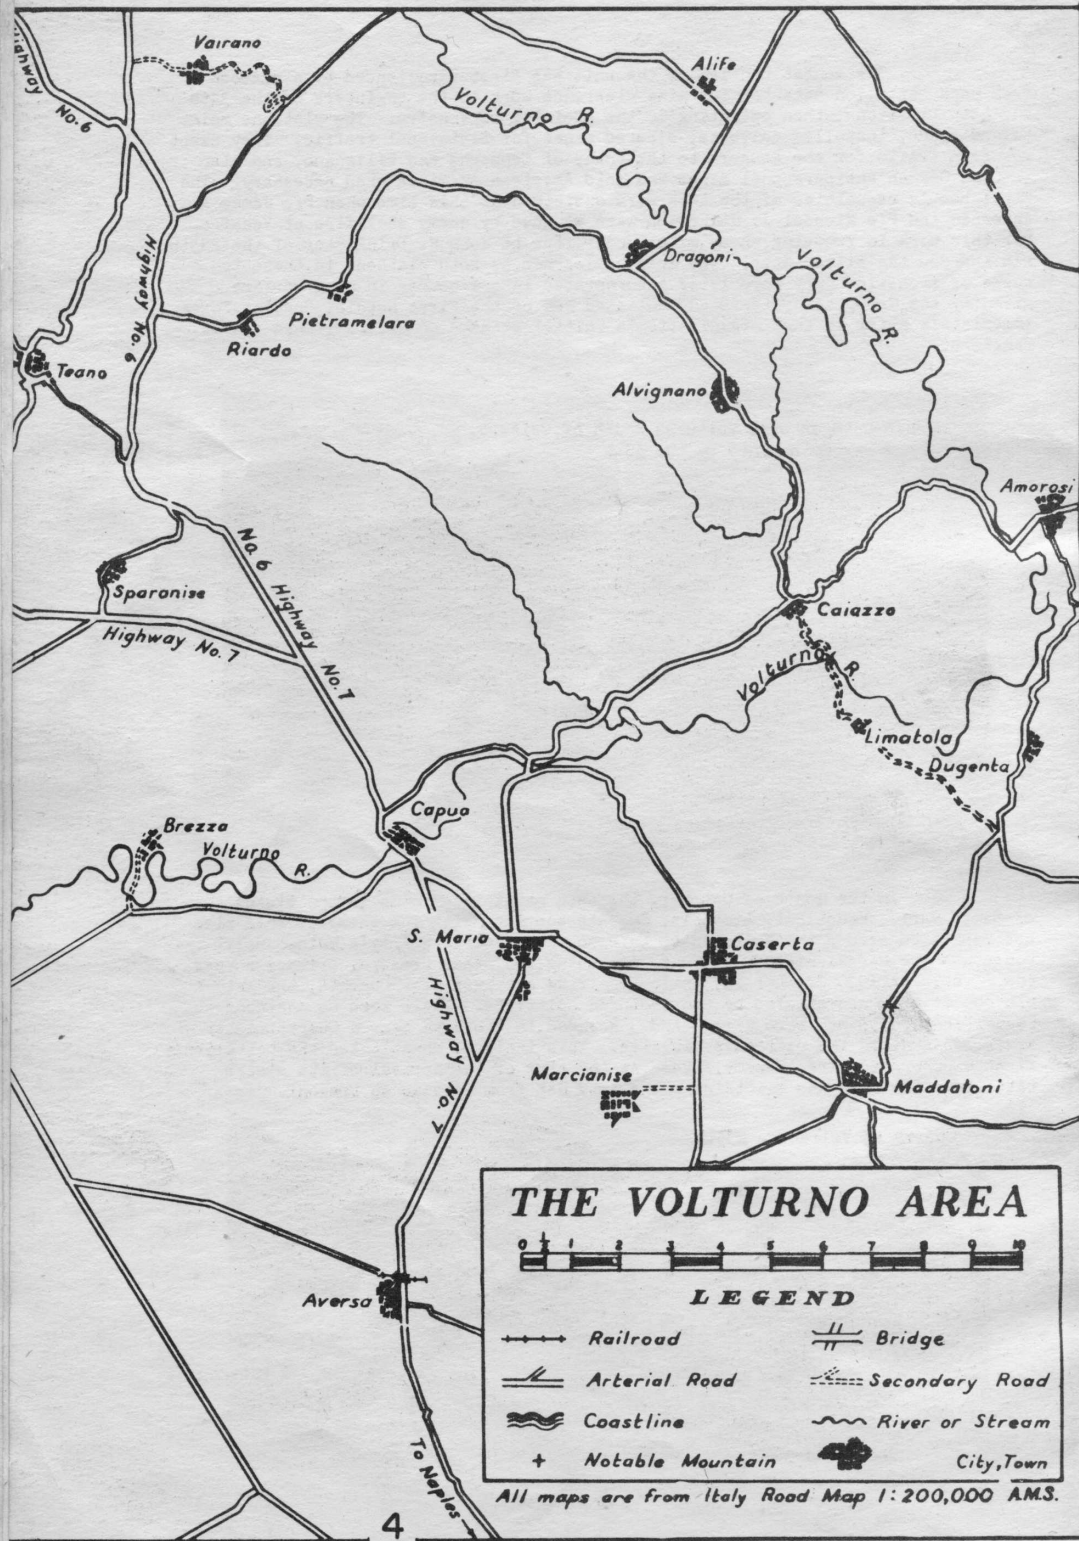 Highway
No. 6
Vairano
Alife
Volturno R.
Dragoni
Volturno R.
Highway No. 6
Pietramelara
Riardo
Teano
Alvignano
Amorosi
No. 6 Highway No. 7
Sparanise
Highway No. 7
Caiazzo
Volturno R.
Limatola
Dugenta
Capua
Brezza
Volturno R.
S. Maria
Caserta
Highway No. 7
Marcianise
Maddatoni
Aversa
To Naples
THE VOLTURNO AREA
0 ½ 1 2 3 4 5 6 7 8 9 10
LEGEND
Railroad
Bridge
Arterial Road
Secondary Road
Coastline
River or Stream
Notable Mountain
City, Town
All maps are from Italy Road Map 1:200,000 A.M.S.
4